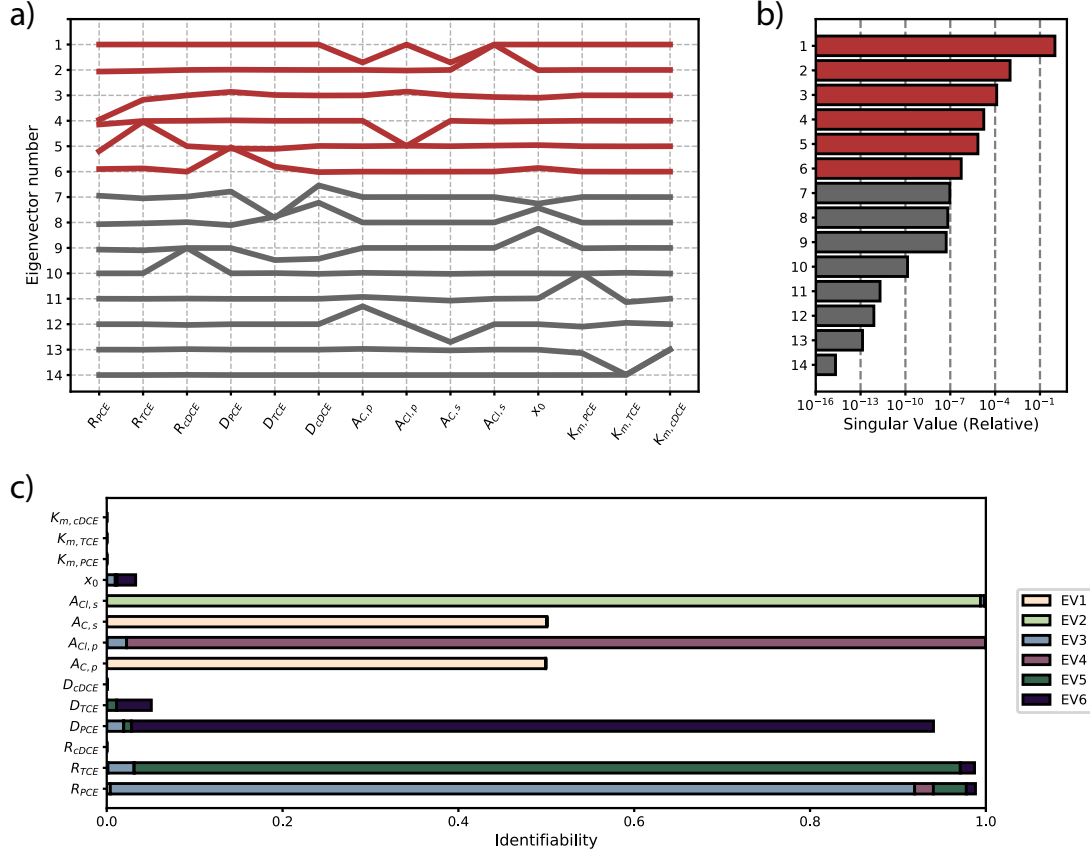 a)
Eigenvector number
1
2
3
4
5
6
7
8
9
10
11
12
13
14
R_PCE
R_TCE
R_cDCE
D_PCE
D_TCE
D_cDCE
A_C,p
A_Cl,p
A_C,s
A_Cl,s
x_0
K_m,PCE
K_m,TCE
K_m,cDCE
b)
1
2
3
4
5
6
7
8
9
10
11
12
13
14
10^-16 10^-13 10^-10 10^-7 10^-4 10^-1
Singular Value (Relative)
c)
K_m,cDCE
K_m,TCE
K_m,PCE
x_0
A_Cl,s
A_C,s
A_Cl,p
A_C,p
D_cDCE
D_TCE
D_PCE
R_cDCE
R_TCE
R_PCE
0.0 0.2 0.4 0.6 0.8 1.0
Identifiability
EV1
EV2
EV3
EV4
EV5
EV6